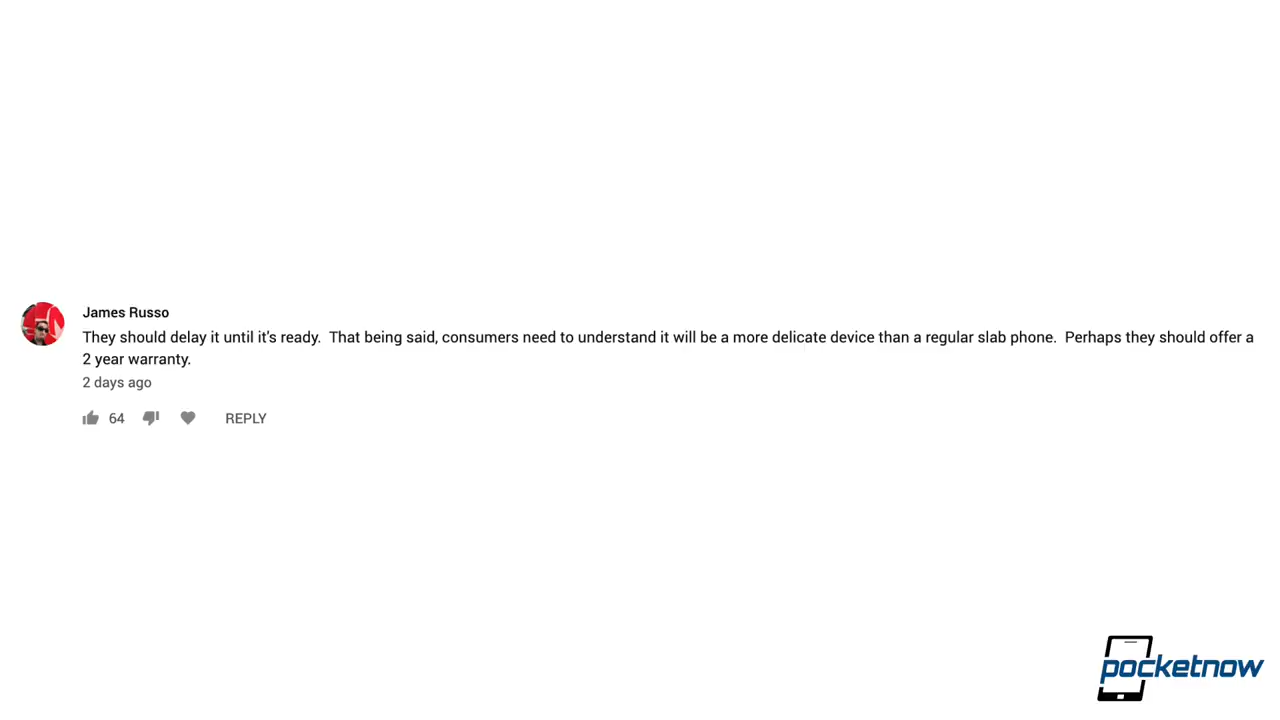 James Russo
They should delay it until it's ready.  That being said, consumers need to understand it will be a more delicate device than a regular slab phone.  Perhaps they should offer a
2 year warranty.
2 days ago
64 REPLY
pocketnow